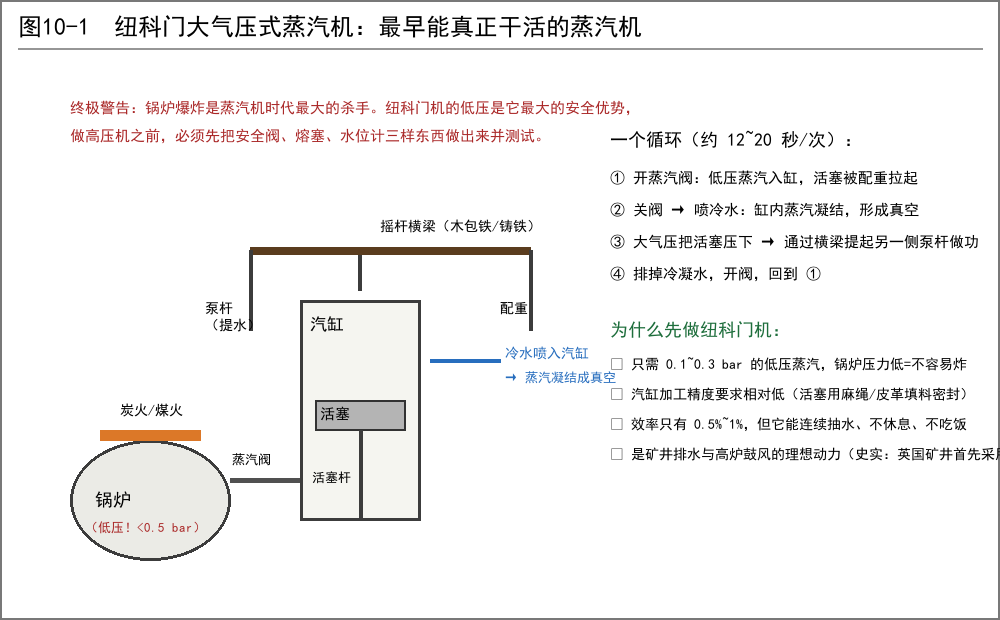 图10-1  纽科门大气压式蒸汽机：最早能真正干活的蒸汽机
终极警告：锅炉爆炸是蒸汽机时代最大的杀手。纽科门机的低压是它最大的安全优势，
做高压机之前，必须先把安全阀、熔塞、水位计三样东西做出来并测试。
一个循环（约 12~20 秒/次）：
① 开蒸汽阀：低压蒸汽入缸，活塞被配重拉起
② 关阀 → 喷冷水：缸内蒸汽凝结，形成真空
③ 大气压把活塞压下 → 通过横梁提起另一侧泵杆做功
④ 排掉冷凝水，开阀，回到 ①
摇杆横梁（木包铁/铸铁）
泵杆
（提水）
汽缸
配重
冷水喷入汽缸
→ 蒸汽凝结成真空
为什么先做纽科门机：
□ 只需 0.1~0.3 bar 的低压蒸汽，锅炉压力低=不容易炸
□ 汽缸加工精度要求相对低（活塞用麻绳/皮革填料密封）
□ 效率只有 0.5%~1%，但它能连续抽水、不休息、不吃饭
□ 是矿井排水与高炉鼓风的理想动力（史实：英国矿井首先采用
炭火/煤火
活塞
蒸汽阀
活塞杆
锅炉
（低压！<0.5 bar）